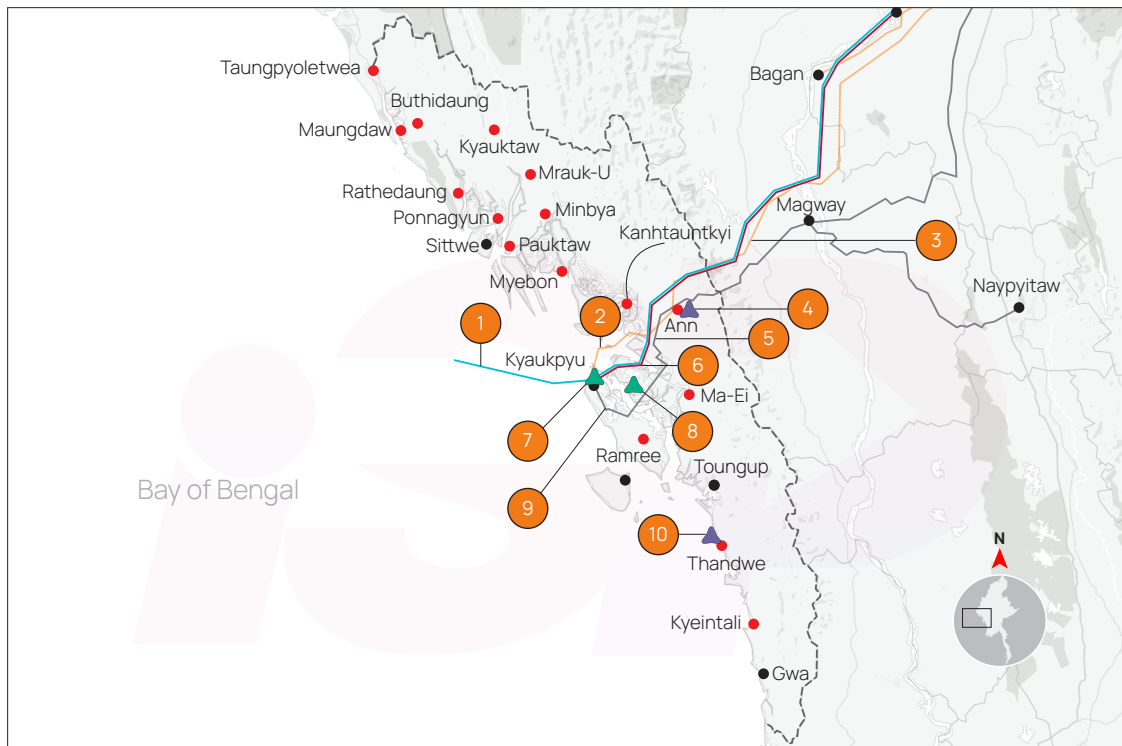 Taungpyoletwea
Bagan
Buthidaung
Maungdaw
Kyauktaw
Mrauk-U
Rathedaung
Minbya
Magway
Ponnagyun
Kanhtauntkyi
3
Sittwe
Pauktaw
Myebon
Naypyitaw
1
2
4
Ann
5
Kyaukpyu
6
Ma-Ei
7
8
Ramree
Toungup
Bay of Bengal
9
10
N
Thandwe
Kyeintali
Gwa